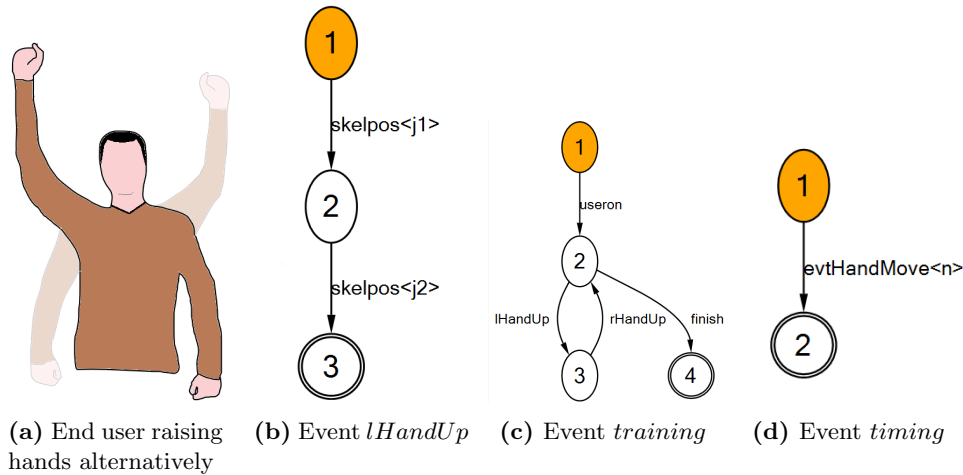 1
skelpos<j1>
2
skelpos<j2>
3
1
useron
2
lHandUp
rHandUp
finish
3
4
1
evtHandMove<n>
2
(a) End user raising
hands alternatively
(b) Event lHandUp
(c) Event training
(d) Event timing